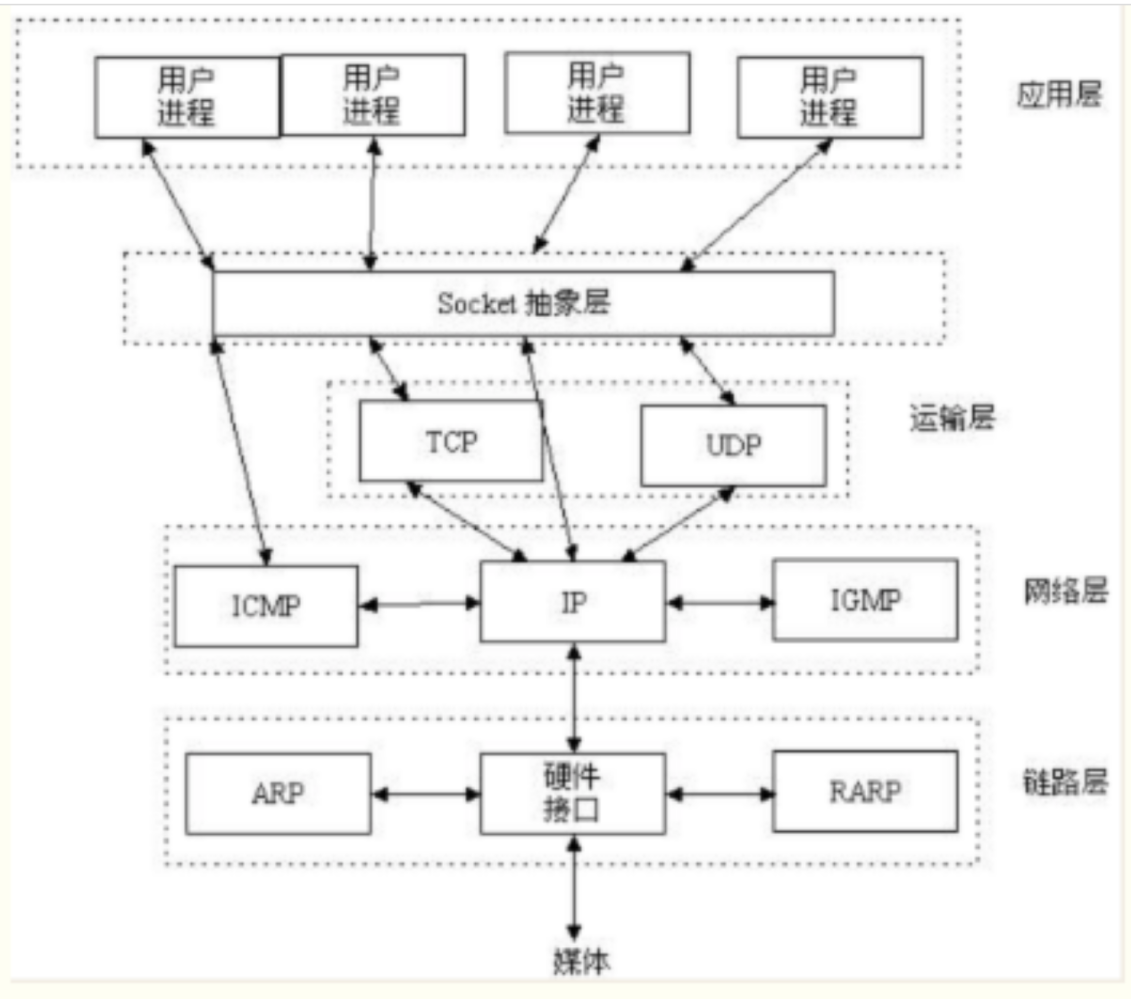 用户
进程
用户
进程
用户
进程
用户
进程
应用层
Socket 抽象层
TCP
UDP
运输层
ICMP
IP
IGMP
网络层
ARP
硬件
接口
RARP
链路层
媒体